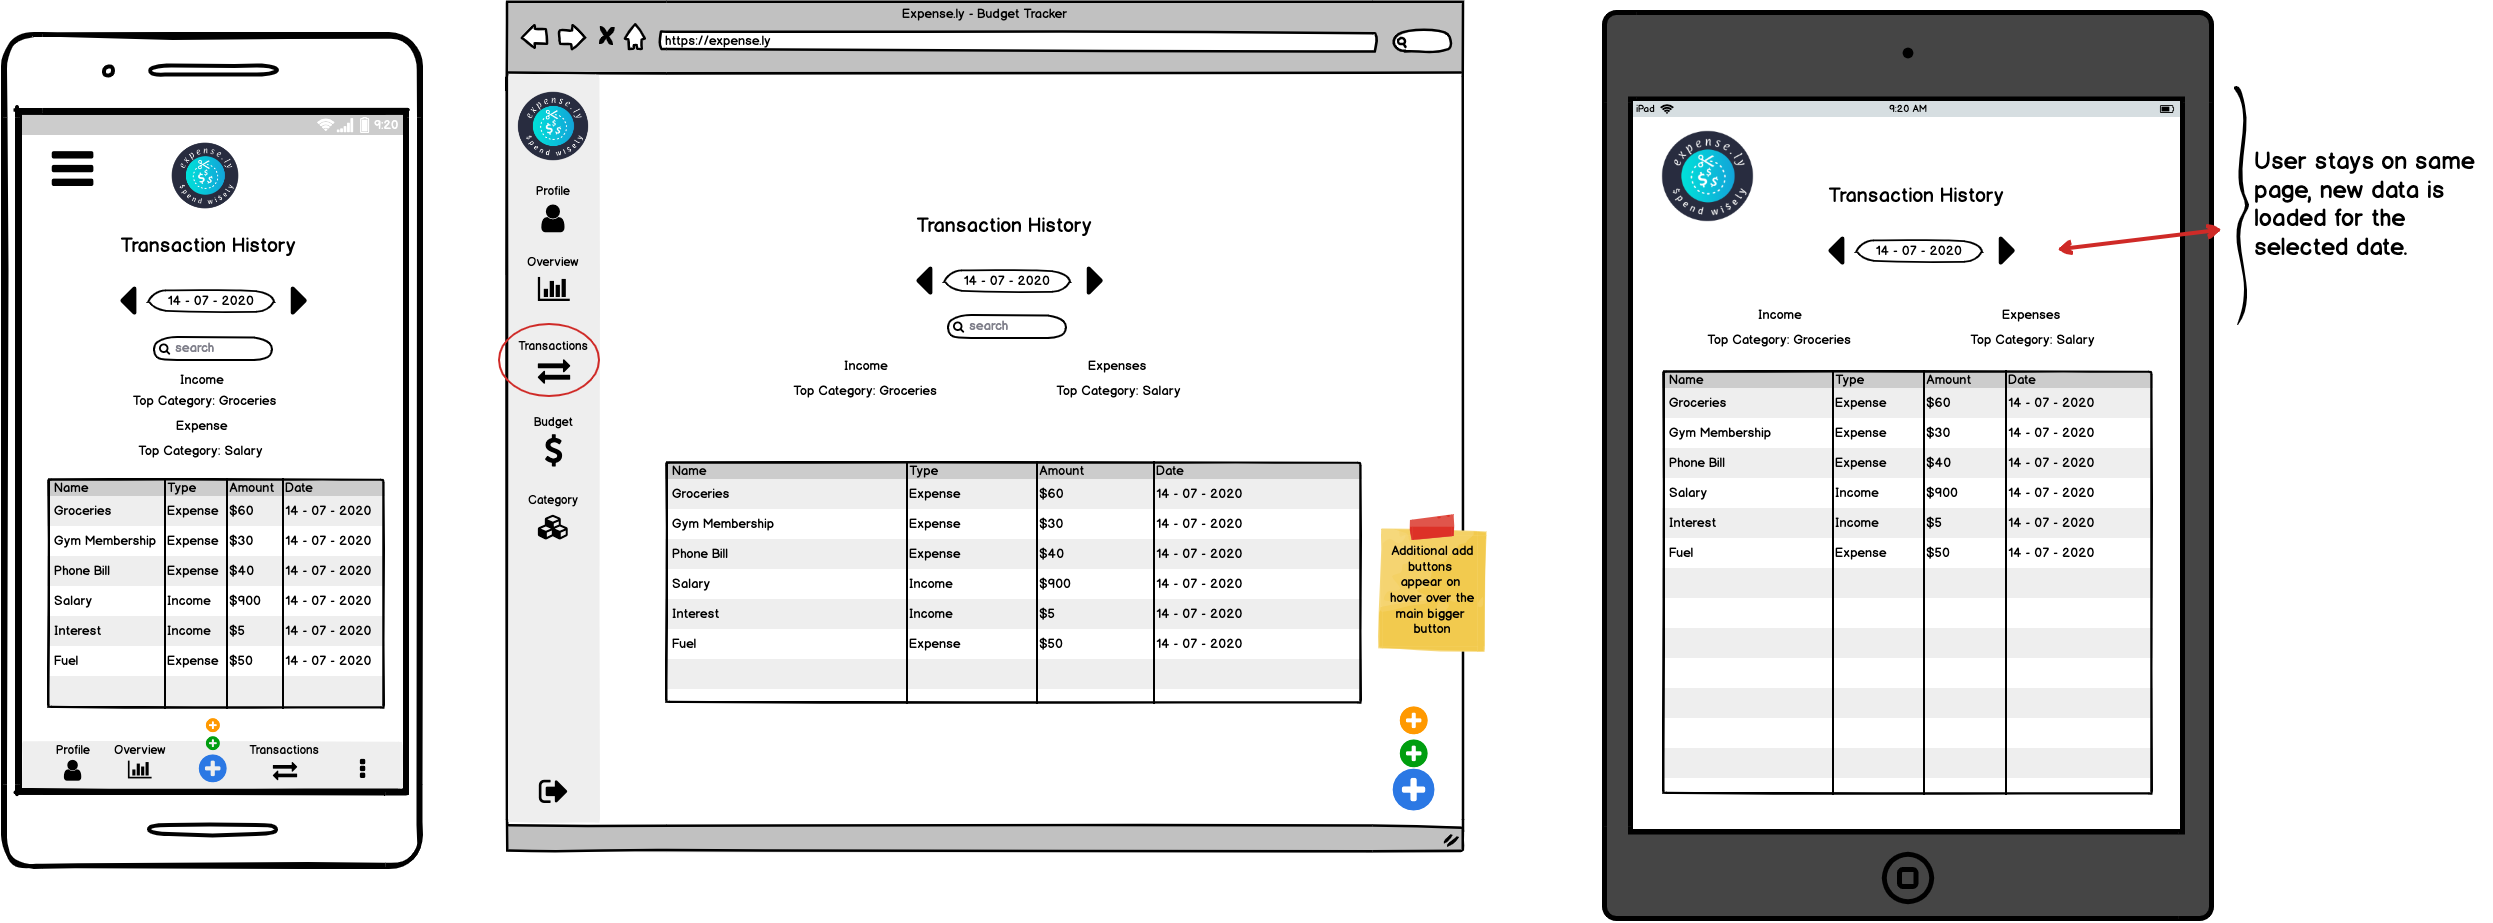 9:20
expense.ly
$pend wi$ely
Transaction History
14 - 07 - 2020
search
Income
Top Category: Groceries
Expense
Top Category: Salary
Name Type Amount Date
Groceries Expense $60 14 - 07 - 2020
Gym Membership Expense $30 14 - 07 - 2020
Phone Bill Expense $40 14 - 07 - 2020
Salary Income $900 14 - 07 - 2020
Interest Income $5 14 - 07 - 2020
Fuel Expense $50 14 - 07 - 2020
Profile Overview Transactions
Expense.ly - Budget Tracker
https://expense.ly
expense.ly
$pend wi$ely
Profile
Overview
Transactions
Budget
$
Category
Transaction History
14 - 07 - 2020
search
Income Expenses
Top Category: Groceries Top Category: Salary
Name Type Amount Date
Groceries Expense $60 14 - 07 - 2020
Gym Membership Expense $30 14 - 07 - 2020
Phone Bill Expense $40 14 - 07 - 2020
Salary Income $900 14 - 07 - 2020
Interest Income $5 14 - 07 - 2020
Fuel Expense $50 14 - 07 - 2020
Additional add
buttons
appear on
hover over the
main bigger
button
iPad 9:20 AM
expense.ly
$pend wi$ely
Transaction History
14 - 07 - 2020
Income Expenses
Top Category: Groceries Top Category: Salary
Name Type Amount Date
Groceries Expense $60 14 - 07 - 2020
Gym Membership Expense $30 14 - 07 - 2020
Phone Bill Expense $40 14 - 07 - 2020
Salary Income $900 14 - 07 - 2020
Interest Income $5 14 - 07 - 2020
Fuel Expense $50 14 - 07 - 2020
User stays on same
page, new data is
loaded for the
selected date.